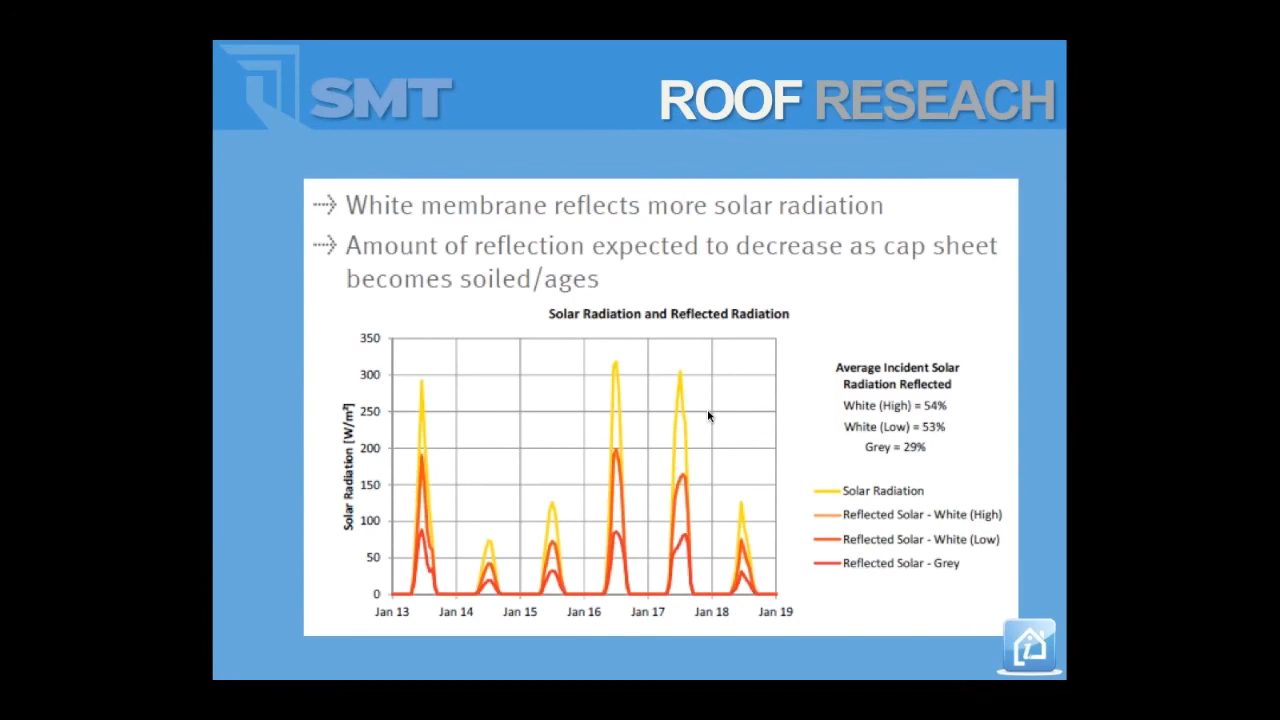 SMT
ROOF RESEACH
White membrane reflects more solar radiation
Amount of reflection expected to decrease as cap sheet
becomes soiled/ages
Solar Radiation and Reflected Radiation
Solar Radiation [W/m²]
350
300
250
200
150
100
50
0
Jan 13 Jan 14 Jan 15 Jan 16 Jan 17 Jan 18 Jan 19
Average Incident Solar
Radiation Reflected
White (High) = 54%
White (Low) = 53%
Grey = 29%
Solar Radiation
Reflected Solar - White (High)
Reflected Solar - White (Low)
Reflected Solar - Grey
i